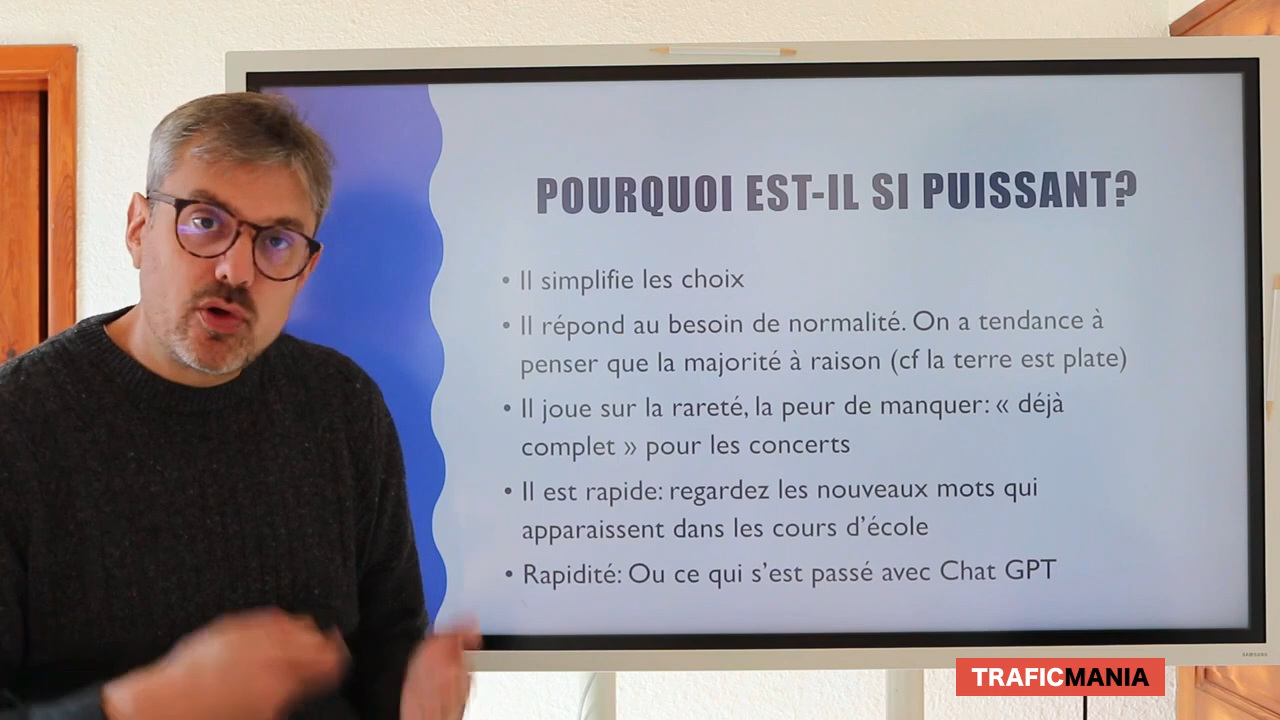 POURQUOI EST-IL SI PUISSANT?
• Il simplifie les choix
• Il répond au besoin de normalité. On a tendance à
penser que la majorité à raison (cf la terre est plate)
• Il joue sur la rareté, la peur de manquer: « déjà
complet » pour les concerts
• Il est rapide: regardez les nouveaux mots qui
apparaissent dans les cours d'école
• Rapidité: Ou ce qui s'est passé avec Chat GPT
SAMSUNG
TRAFICMANIA